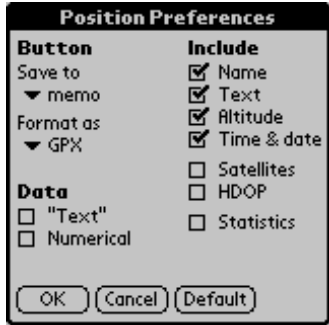 Position Preferences
Button
Save to
memo
Format as
GPX
Data
"Text"
Numerical
Include
Name
Text
Altitude
Time & date
Satellites
HDOP
Statistics
OK
Cancel
Default